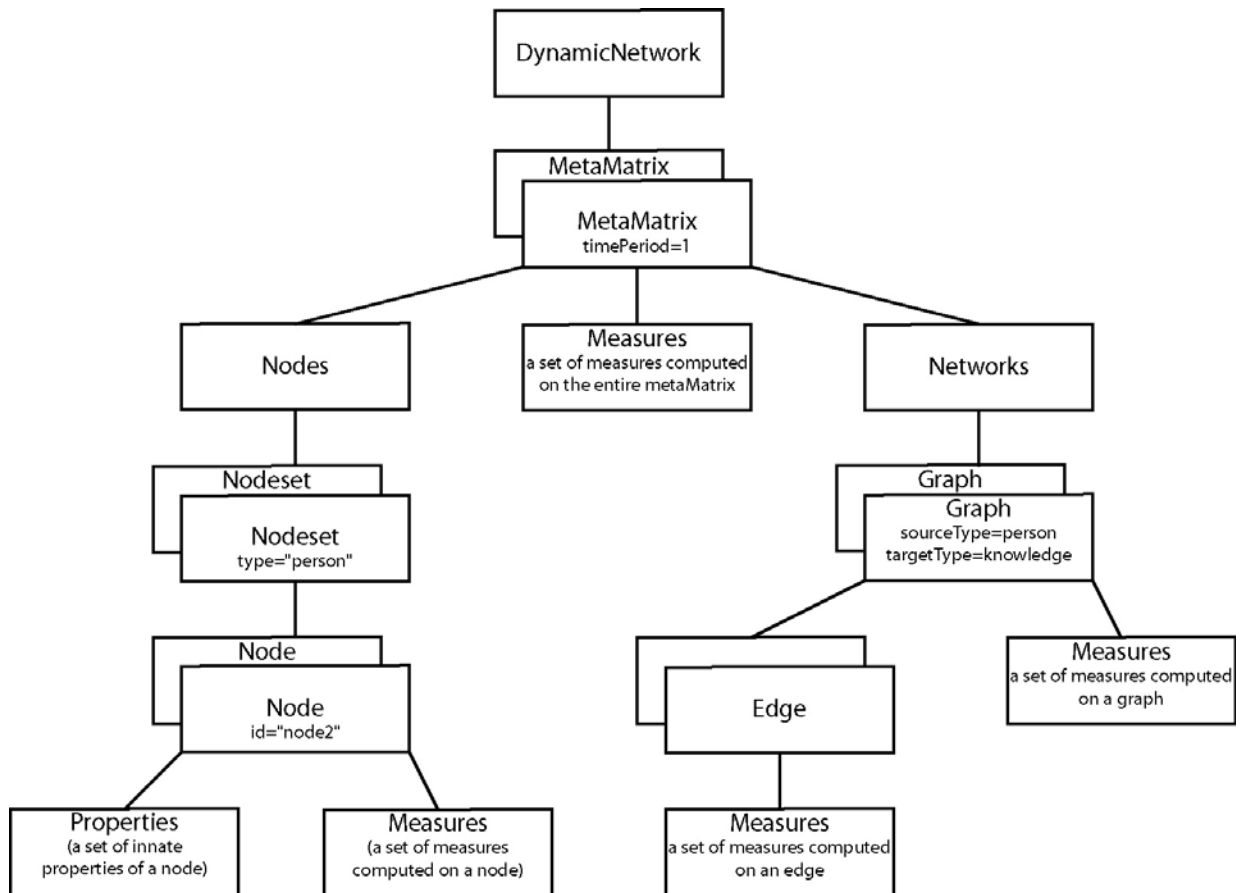 DynamicNetwork
MetaMatrix
MetaMatrix
timePeriod=1
Nodes
Measures
a set of measures computed
on the entire metaMatrix
Networks
Nodeset
Nodeset
type="person"
Graph
Graph
sourceType=person
targetType=knowledge
Node
Node
id="node2"
Edge
Measures
a set of measures computed
on a graph
Properties
(a set of innate
properties of a node)
Measures
(a set of measures
computed on a node)
Measures
a set of measures computed
on an edge